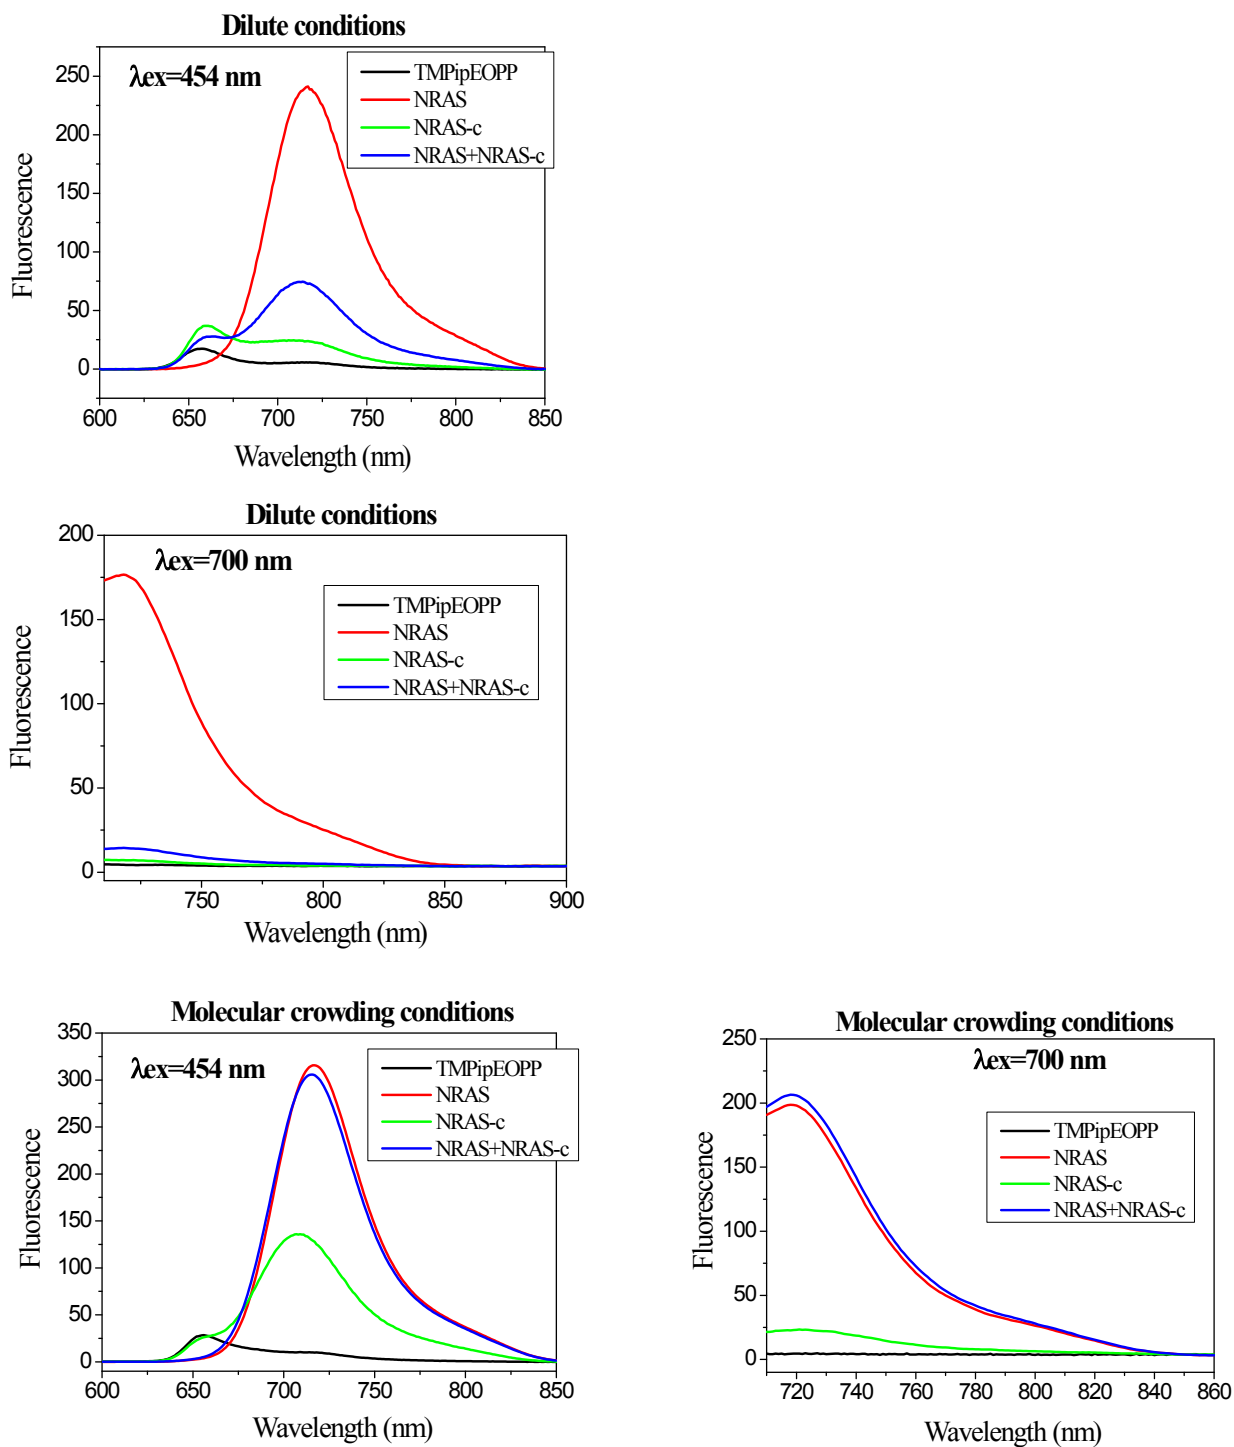 Dilute conditions
λex=454 nm
TMPipEOPP
NRAS
NRAS-c
NRAS+NRAS-c
250
200
150
100
50
0
Fluorescence
600 650 700 750 800 850
Wavelength (nm)
Dilute conditions
λex=700 nm
TMPipEOPP
NRAS
NRAS-c
NRAS+NRAS-c
200
150
100
50
0
Fluorescence
750 800 850 900
Wavelength (nm)
Molecular crowding conditions
λex=454 nm
TMPipEOPP
NRAS
NRAS-c
NRAS+NRAS-c
350
300
250
200
150
100
50
0
Fluorescence
600 650 700 750 800 850
Wavelength (nm)
Molecular crowding conditions
λex=700 nm
TMPipEOPP
NRAS
NRAS-c
NRAS+NRAS-c
250
200
150
100
50
0
Fluorescence
720 740 760 780 800 820 840 860
Wavelength (nm)